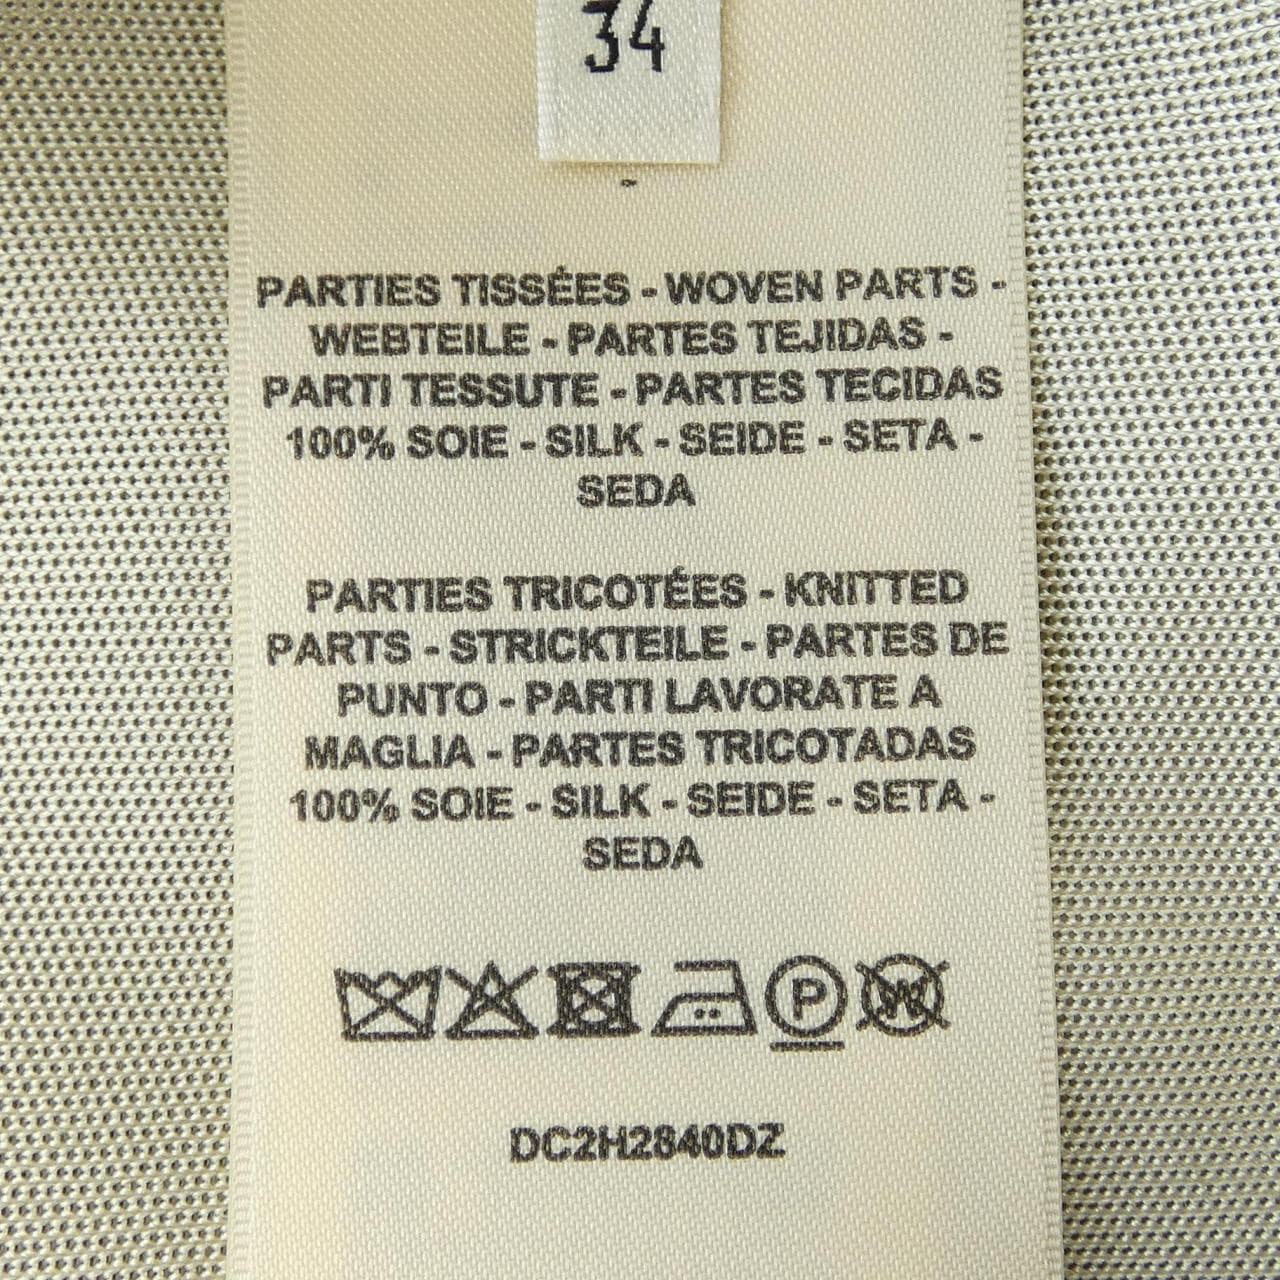 34
-
PARTIES TISSÉES - WOVEN PARTS -
WEBTEILE - PARTES TEJIDAS -
PARTI TESSUTE - PARTES TECIDAS
100% SOIE - SILK - SEIDE - SETA -
SEDA
PARTIES TRICOTÉES - KNITTED
PARTS - STRICKTEILE - PARTES DE
PUNTO - PARTI LAVORATE A
MAGLIA - PARTES TRICOTADAS
100% SOIE - SILK - SEIDE - SETA -
SEDA
P W
DC2H2840DZ